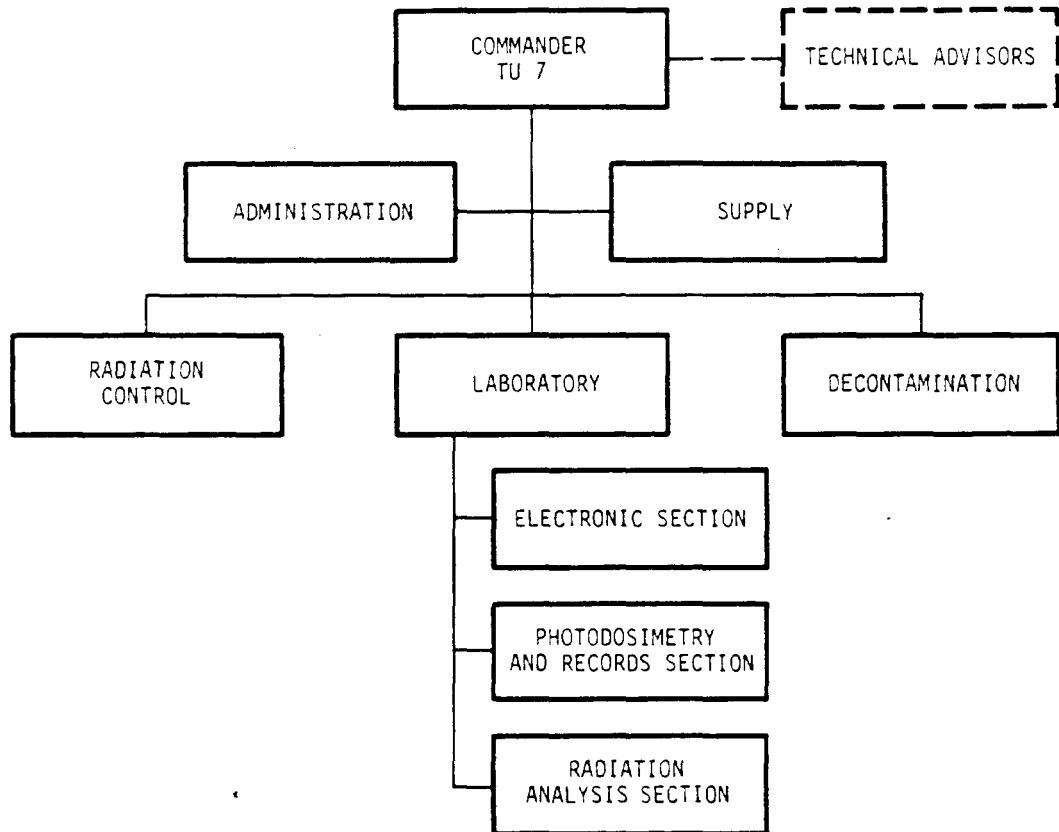 COMMANDER
TU 7
TECHNICAL ADVISORS
ADMINISTRATION
SUPPLY
RADIATION
CONTROL
LABORATORY
DECONTAMINATION
ELECTRONIC SECTION
PHOTODOSIMETRY
AND RECORDS SECTION
RADIATION
ANALYSIS SECTION